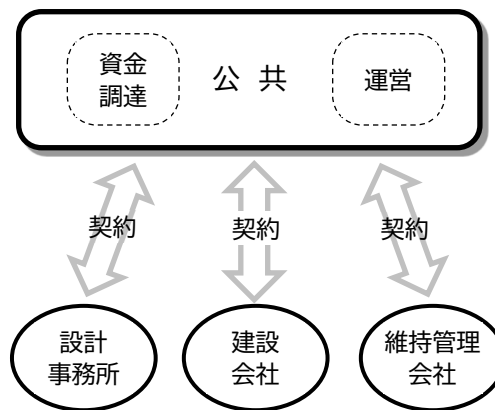 資金
調達
公 共
運営
契約
契約
契約
設計
事務所
建設
会社
維持管理
会社